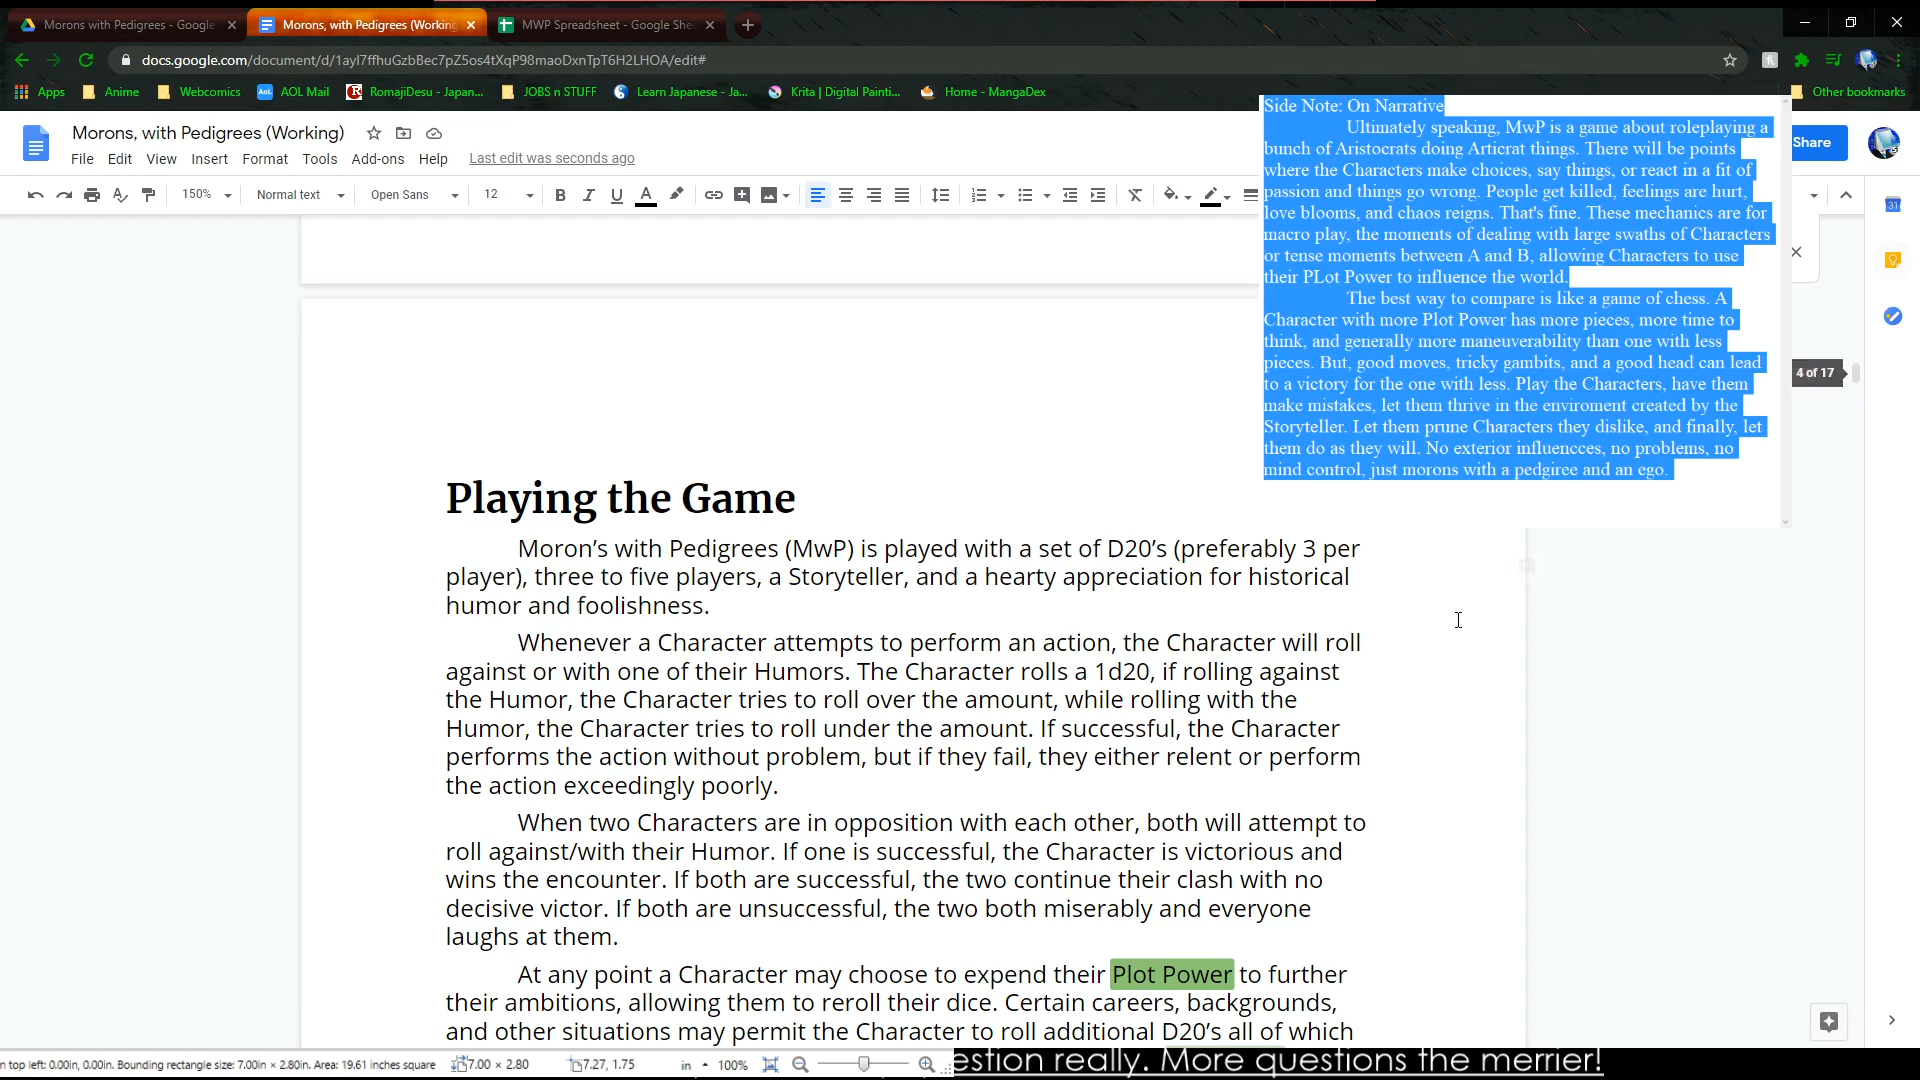 Morons with Pedigrees - Google
Morons, with Pedigrees (Working
MWP Spreadsheet - Google She
docs.google.com/document/d/1ayl7ffhuGzbBec7pZ5os4tXqP98maoDxnTpT6H2LHOA/edit#
Apps
Anime
Webcomics
Aol.
AOL Mail
RomajiDesu - Japan...
JOBS n STUFF
Learn Japanese - Ja...
Krita | Digital Painti...
Home - MangaDex
Other bookmarks
Morons, with Pedigrees (Working)
File Edit View Insert Format Tools Add-ons Help Last edit was seconds ago
Share
150% Normal text Open Sans 12
Side Note: On Narrative
Ultimately speaking, MwP is a game about roleplaying a
bunch of Aristocrats doing Articrat things. There will be points
where the Characters make choices, say things, or react in a fit of
passion and things go wrong. People get killed, feelings are hurt,
love blooms, and chaos reigns. That's fine. These mechanics are for
macro play, the moments of dealing with large swaths of Characters
or tense moments between A and B, allowing Characters to use
their PLot Power to influence the world.
The best way to compare is like a game of chess. A
Character with more Plot Power has more pieces, more time to
think, and generally more maneuverability than one with less
pieces. But, good moves, tricky gambits, and a good head can lead
to a victory for the one with less. Play the Characters, have them
make mistakes, let them thrive in the enviroment created by the
Storyteller. Let them prune Characters they dislike, and finally, let
them do as they will. No exterior influencces, no problems, no
mind control, just morons with a pedgiree and an ego.
31
4 of 17
Playing the Game
Moron’s with Pedigrees (MwP) is played with a set of D20’s (preferably 3 per
player), three to five players, a Storyteller, and a hearty appreciation for historical
humor and foolishness.
Whenever a Character attempts to perform an action, the Character will roll
against or with one of their Humors. The Character rolls a 1d20, if rolling against
the Humor, the Character tries to roll over the amount, while rolling with the
Humor, the Character tries to roll under the amount. If successful, the Character
performs the action without problem, but if they fail, they either relent or perform
the action exceedingly poorly.
When two Characters are in opposition with each other, both will attempt to
roll against/with their Humor. If one is successful, the Character is victorious and
wins the encounter. If both are successful, the two continue their clash with no
decisive victor. If both are unsuccessful, the two both miserably and everyone
laughs at them.
At any point a Character may choose to expend their Plot Power to further
their ambitions, allowing them to reroll their dice. Certain careers, backgrounds,
and other situations may permit the Character to roll additional D20’s all of which
n top left: 0.00in, 0.00in. Bounding rectangle size: 7.00in × 2.80in. Area: 19.61 inches square
7.00 × 2.80
7.27, 1.75
in
100%
estion really. More questions the merrier!